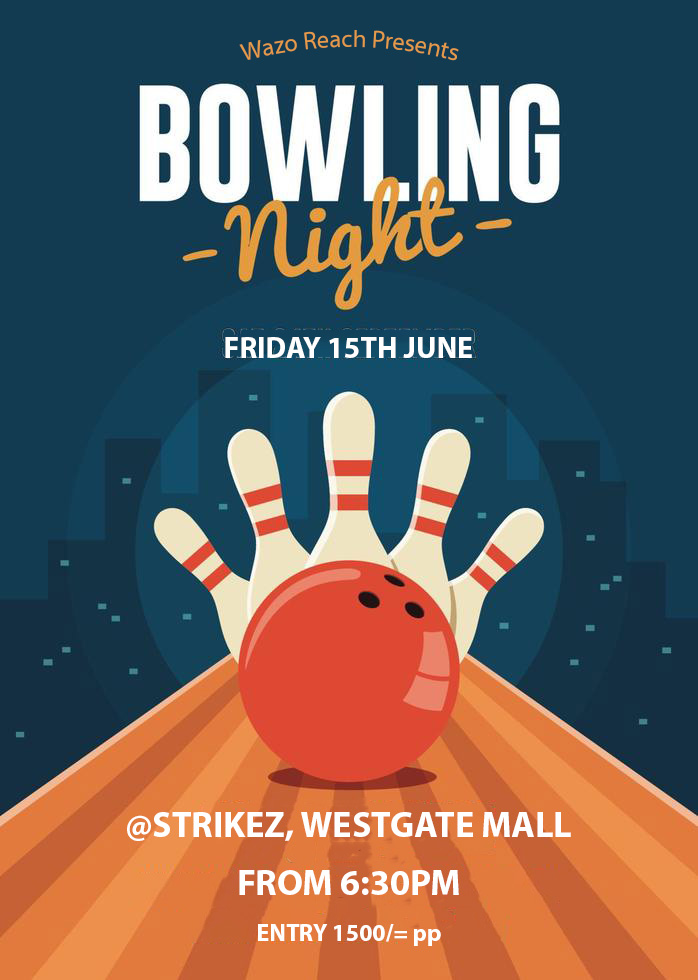 Wazo Reach Presents
BOWLING
-Night-
FRIDAY 15TH JUNE
@STRIKEZ, WESTGATE MALL
FROM 6:30PM
ENTRY 1500/= pp